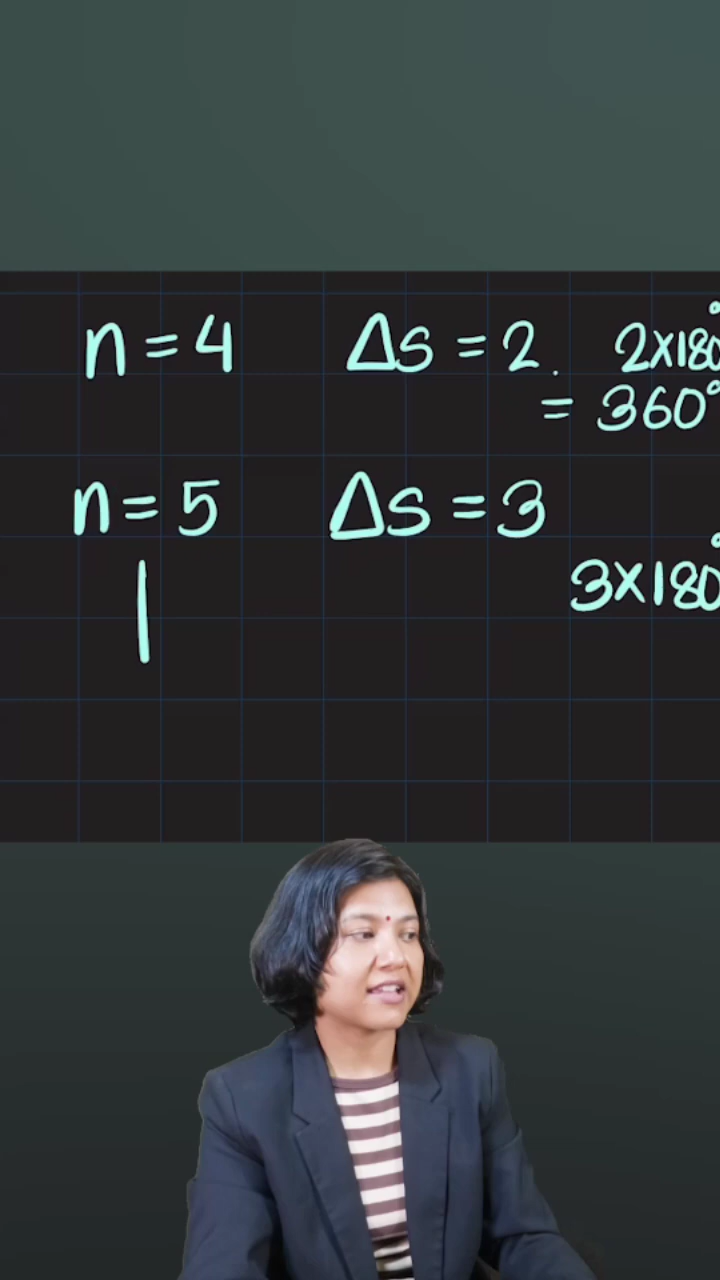 n = 4 Δs = 2. 2×180°
= 360°
n = 5 Δs = 3
3×180°